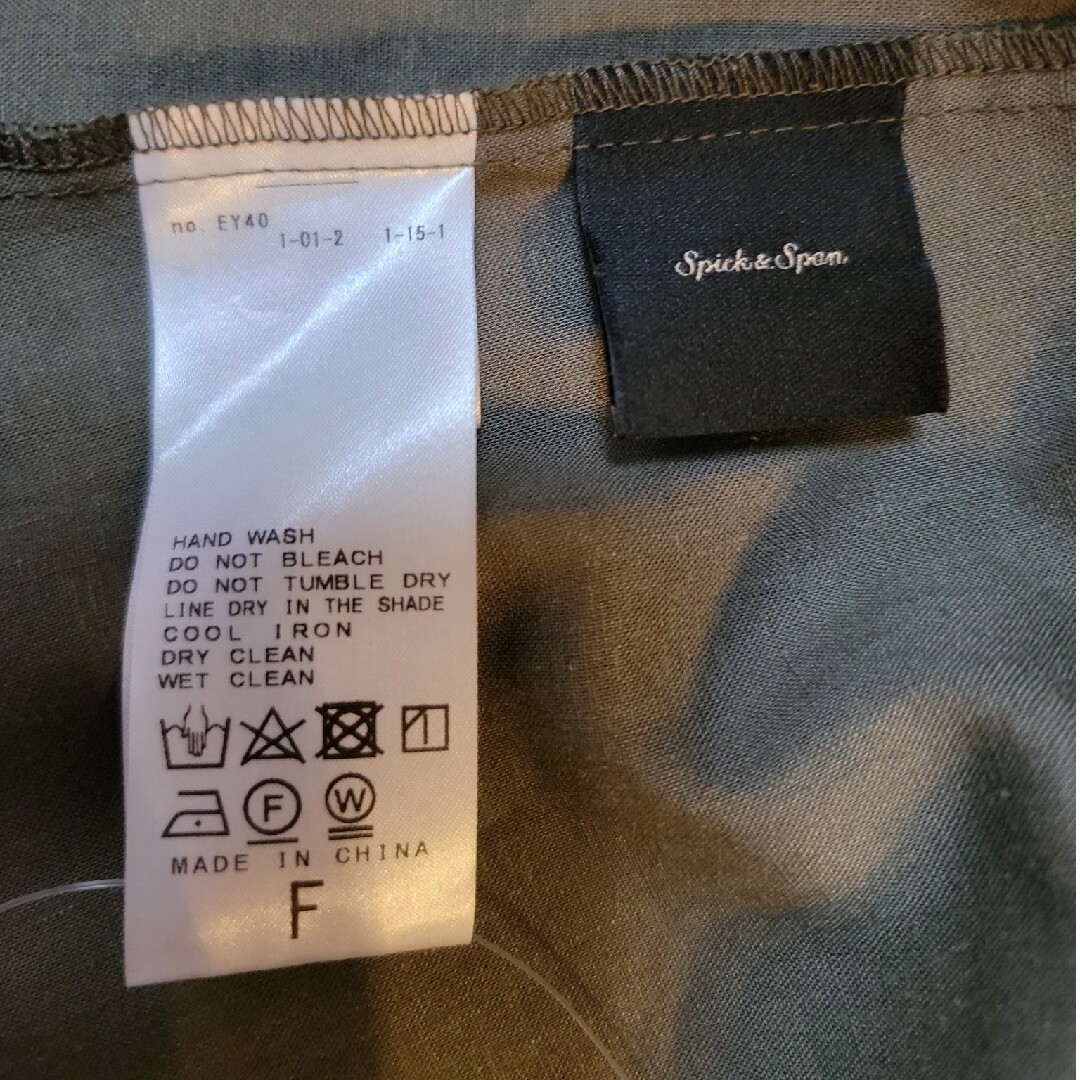 no. EY40
1-01-2 1-15-1
Spick & Span.
HAND WASH
DO NOT BLEACH
DO NOT TUMBLE DRY
LINE DRY IN THE SHADE
COOL IRON
DRY CLEAN
WET CLEAN
F W
MADE IN CHINA
F